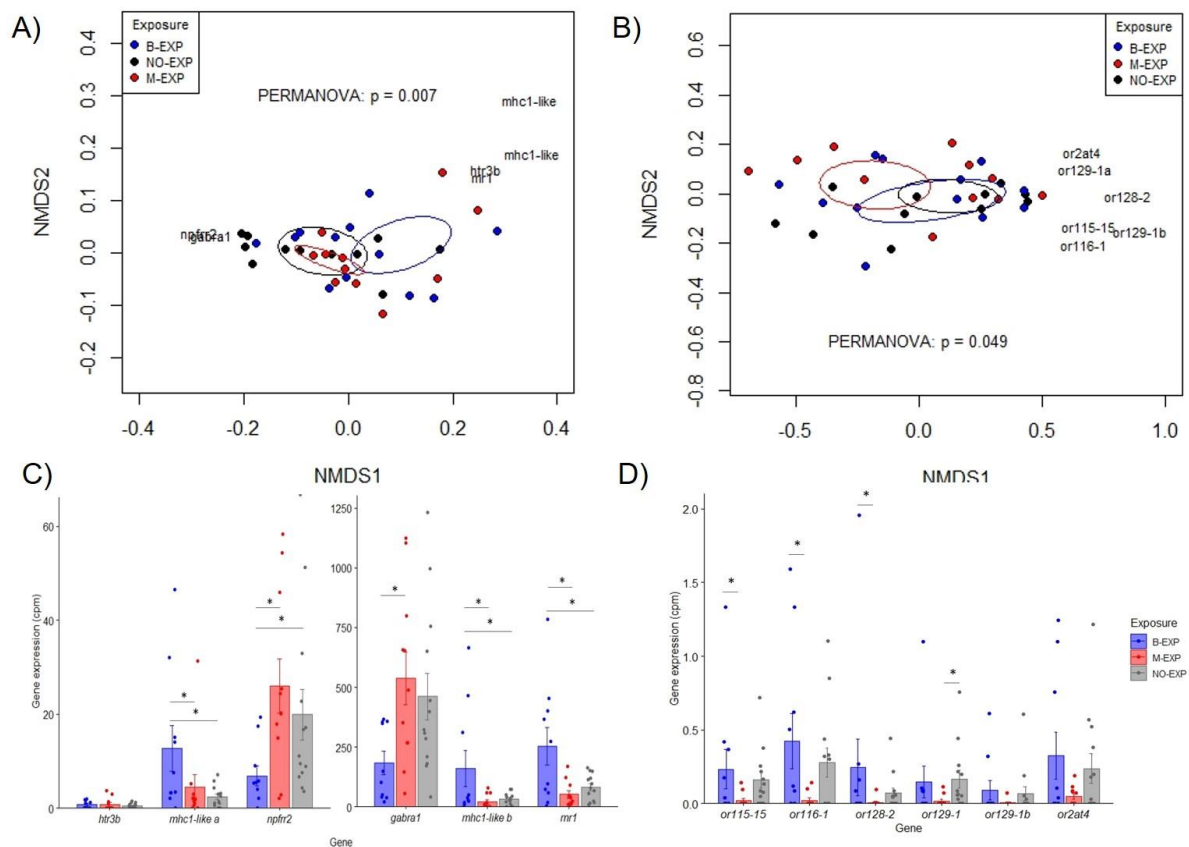 A)
Exposure
B-EXP
NO-EXP
M-EXP
PERMANOVA: p = 0.007
mhc1-like
mhc1-like
htr3b
mr1
npfrr2
gabra1
NMDS2
0.4
0.3
0.2
0.1
0.0
-0.1
-0.2
-0.4
-0.2
0.0
0.2
0.4
NMDS1
B)
Exposure
B-EXP
M-EXP
NO-EXP
or2at4
or129-1a
or128-2
or115-15
or129-1b
or116-1
PERMANOVA: p = 0.049
NMDS2
0.6
0.4
0.2
0.0
-0.2
-0.4
-0.6
-0.8
-0.5
0.0
0.5
1.0
NMDS1
C)
Gene expression (cpm)
60
40
20
0
* * * *
htr3b
mhc1-like a
npfrr2
1250
1000
750
500
250
0
* * * * *
gabra1
mhc1-like b
mr1
Gene
D)
Gene expression (cpm)
2.0
1.5
1.0
0.5
0.0
* * * *
or115-15
or116-1
or128-2
or129-1
or129-1b
or2at4
Gene
Exposure
B-EXP
M-EXP
NO-EXP